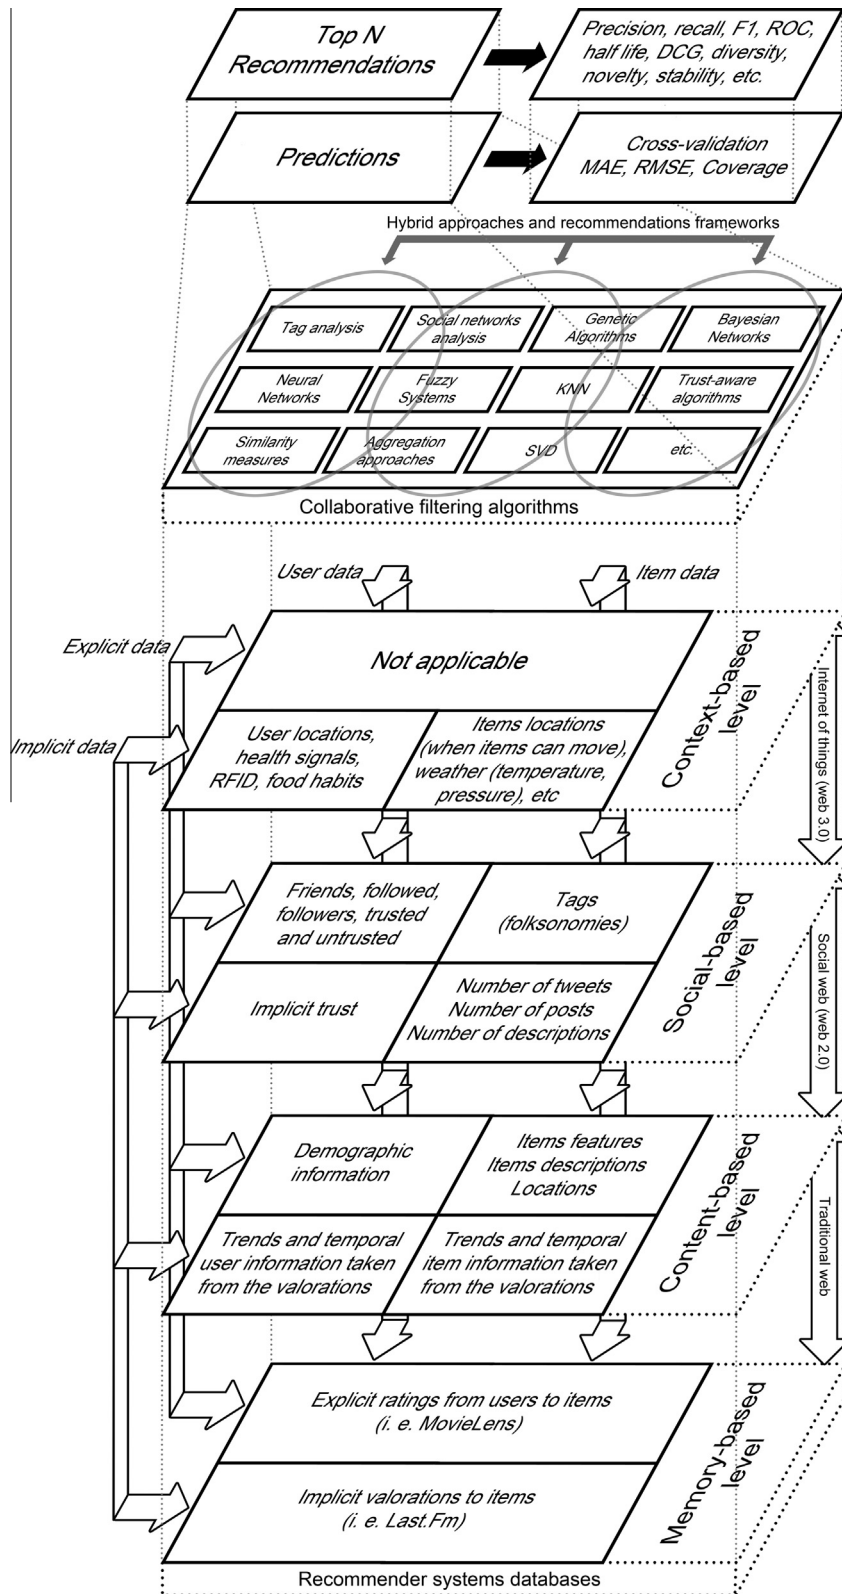 Top N
Recommendations
Precision, recall, F1, ROC,
half life, DCG, diversity,
novelty, stability, etc.
Predictions
Cross-validation
MAE, RMSE, Coverage
Hybrid approaches and recommendations frameworks
Tag analysis
Social networks
analysis
Genetic
Algorithms
Bayesian
Networks
Neural
Networks
Fuzzy
Systems
KNN
Trust-aware
algorithms
Similarity
measures
Aggregation
approaches
SVD
etc.
Collaborative filtering algorithms
User data
Item data
Explicit data
Implicit data
Not applicable
User locations,
health signals,
RFID, food habits
Items locations
(when items can move),
weather (temperature,
pressure), etc
Context-based
level
Internet of things (web 3.0)
Friends, followed,
followers, trusted
and untrusted
Tags
(folksonomies)
Implicit trust
Number of tweets
Number of posts
Number of descriptions
Social-based
level
Social web (web 2.0)
Demographic
information
Items features
Items descriptions
Locations
Trends and temporal
user information taken
from the valorations
Trends and temporal
item information taken
from the valorations
Content-based
level
Traditional web
Explicit ratings from users to items
(i. e. MovieLens)
Implicit valorations to items
(i. e. Last.Fm)
Memory-based
level
Recommender systems databases